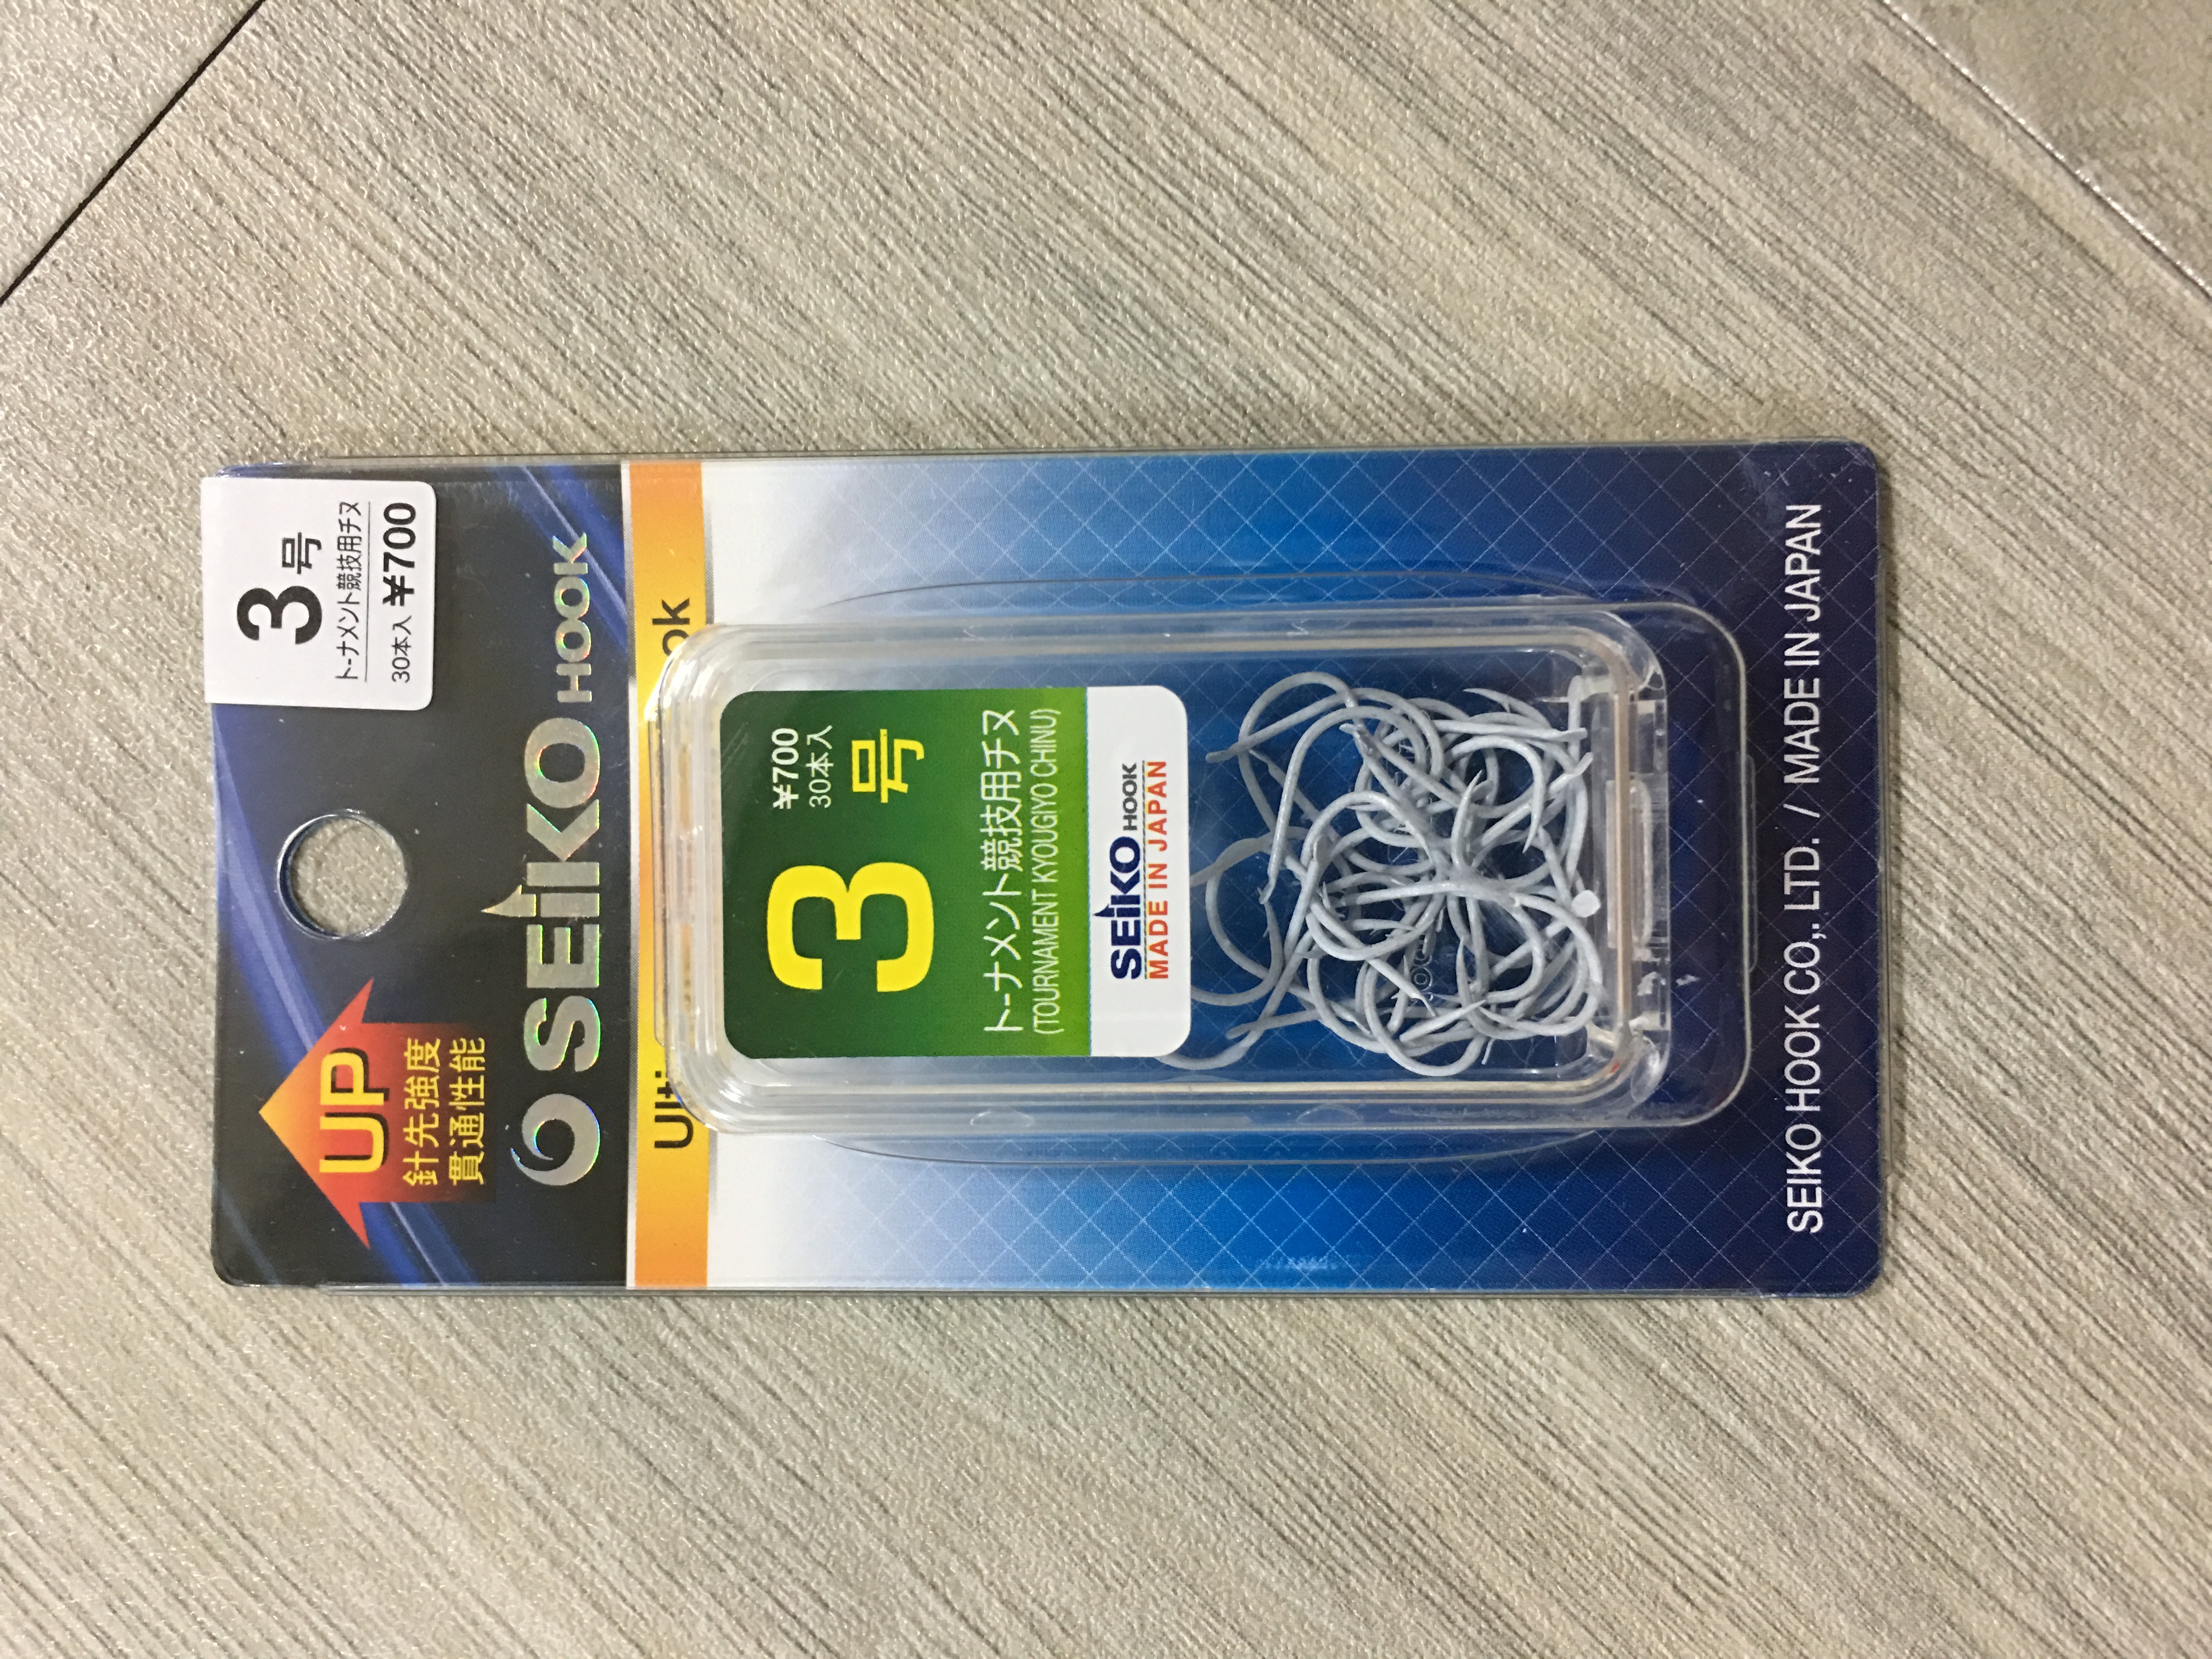 3号
トーナメント競技用チヌ
30本入 ¥700
UP
針先強度
貫通性能
SEIKO HOOK
¥700
30本入
3号
トーナメント競技用チヌ
(TOURNAMENT KYOUGIYO CHINU)
SEIKO HOOK
MADE IN JAPAN
SEIKO HOOK CO,. LTD. / MADE IN JAPAN